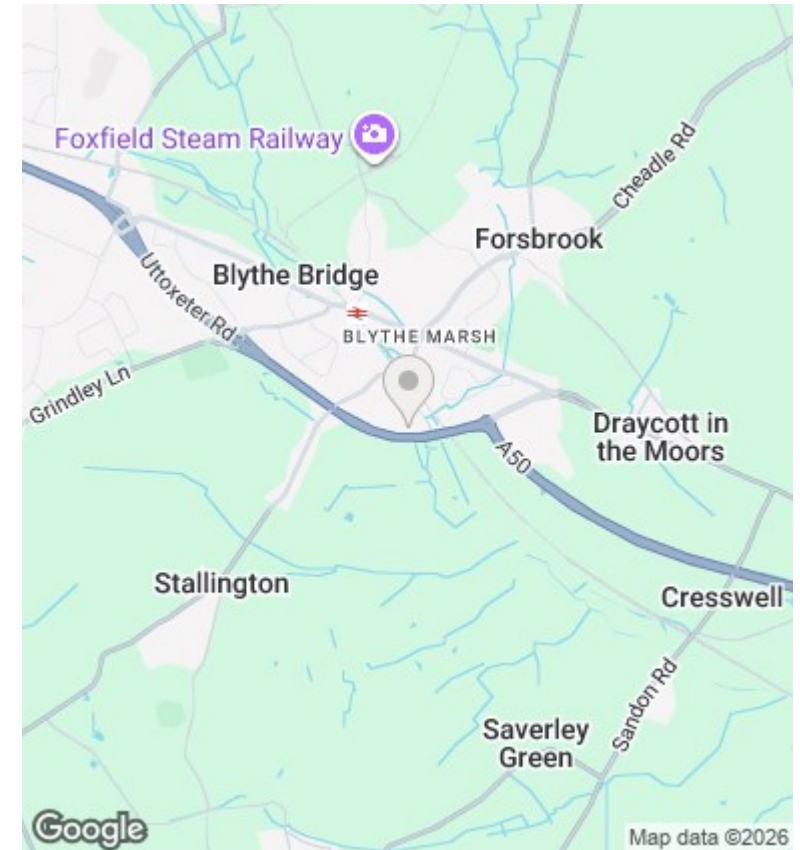 Foxfield Steam Railway
Cheadle Rd
Forsbrook
Blythe Bridge
Uttoxeter Rd
BLYTHE MARSH
Grindley Ln
Draycott in
the Moors
A50
Stallington
Cresswell
Sandon Rd
Saverley
Green
Google
Map data ©2026